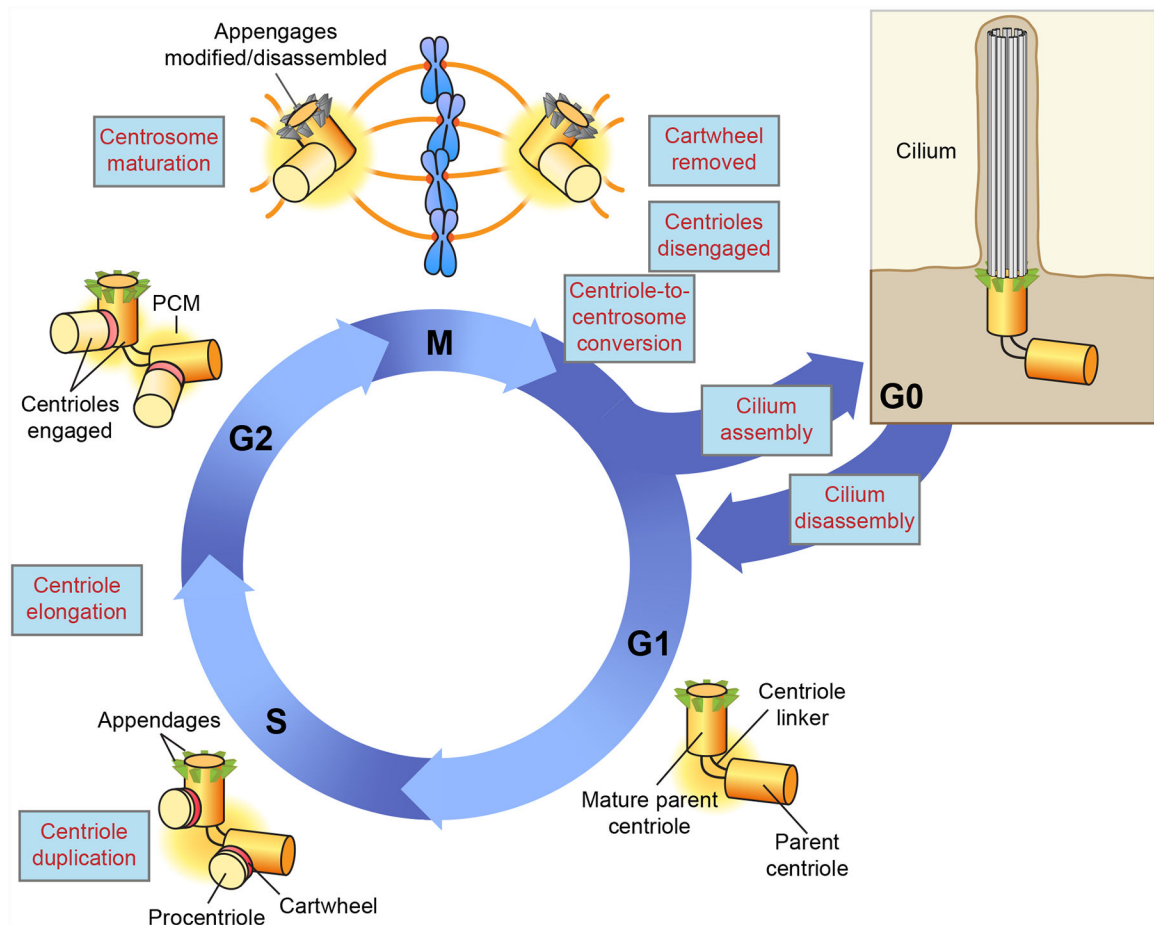 Appengages
modified/disassembled
Centrosome
maturation
Cartwheel
removed
Centrioles
disengaged
Centriole-to-
centrosome
conversion
Cilium
G0
PCM
Centrioles
engaged
M
G2
Cilium
assembly
Cilium
disassembly
Centriole
elongation
G1
S
Appendages
Centriole
duplication
Procentriole
Cartwheel
Centriole
linker
Mature parent
centriole
Parent
centriole